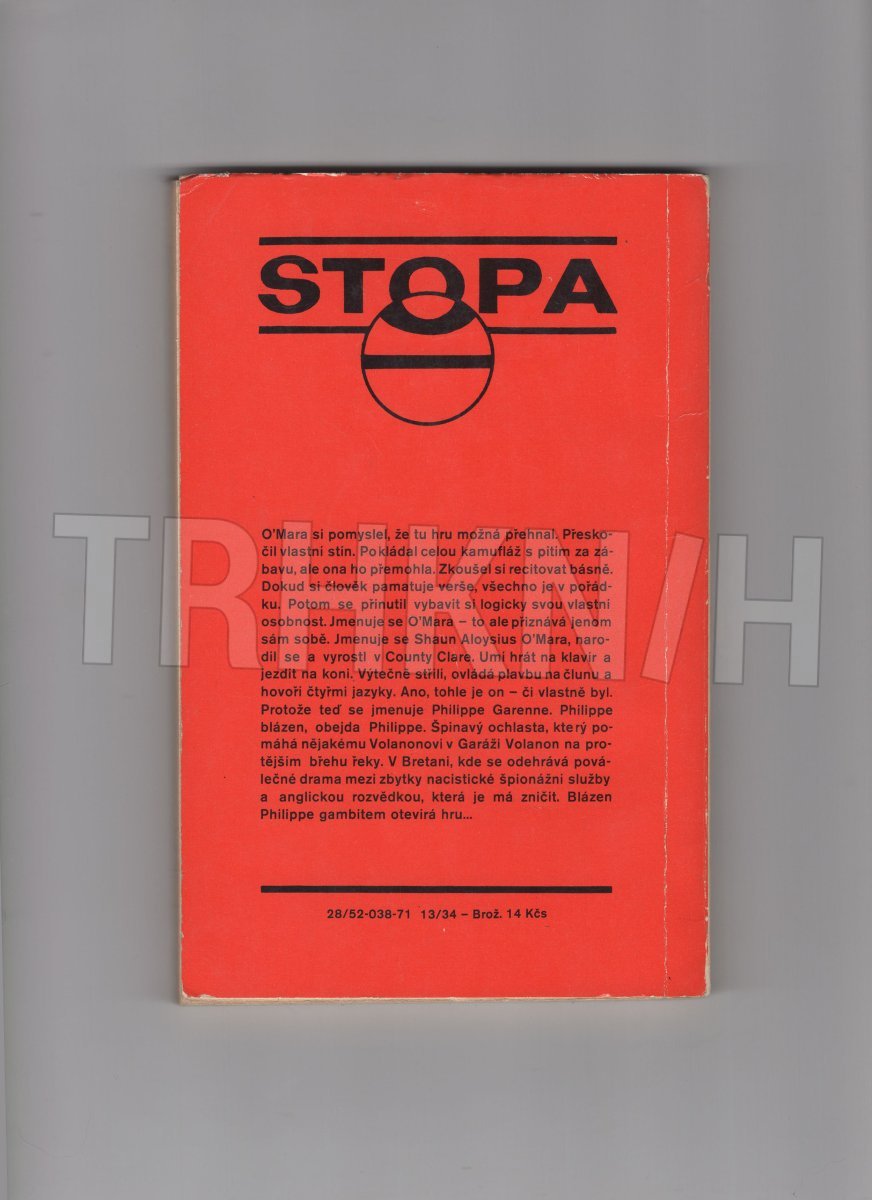 STOPA
O'Mara si pomyslel, že tu hru možná přehnal. Přesko-
čil vlastní stín. Pokládal celou kamufláž s pitím za zá-
bavu, ale ona ho přemohla. Zkoušel si recitovat básně.
Dokud si člověk pamatuje verše, všechno je v pořád-
ku. Potom se přinutil vybavit si logicky svou vlastní
osobnost. Jmenuje se O'Mara – to ale přiznává jenom
sám sobě. Jmenuje se Shaun Aloysius O'Mara, naro-
dil se a vyrostl v County Clare. Umí hrát na klavír a
jezdit na koni. Výtečně střílí, ovládá plavbu na člunu a
hovoří čtyřmi jazyky. Ano, tohle je on – či vlastně byl.
Protože teď se jmenuje Philippe Garenne. Philippe
blázen, obejda Philippe. Špinavý ochlasta, který po-
máhá nějakému Volanonovi v Garáži Volanon na pro-
tějším břehu řeky. V Bretani, kde se odehrává pová-
lečné drama mezi zbytky nacistické špionážní služby
a anglickou rozvědkou, která je má zničit. Blázen
Philippe gambitem otevírá hru...
28/52-038-71 13/34 – Brož. 14 Kčs
TRHKNIH